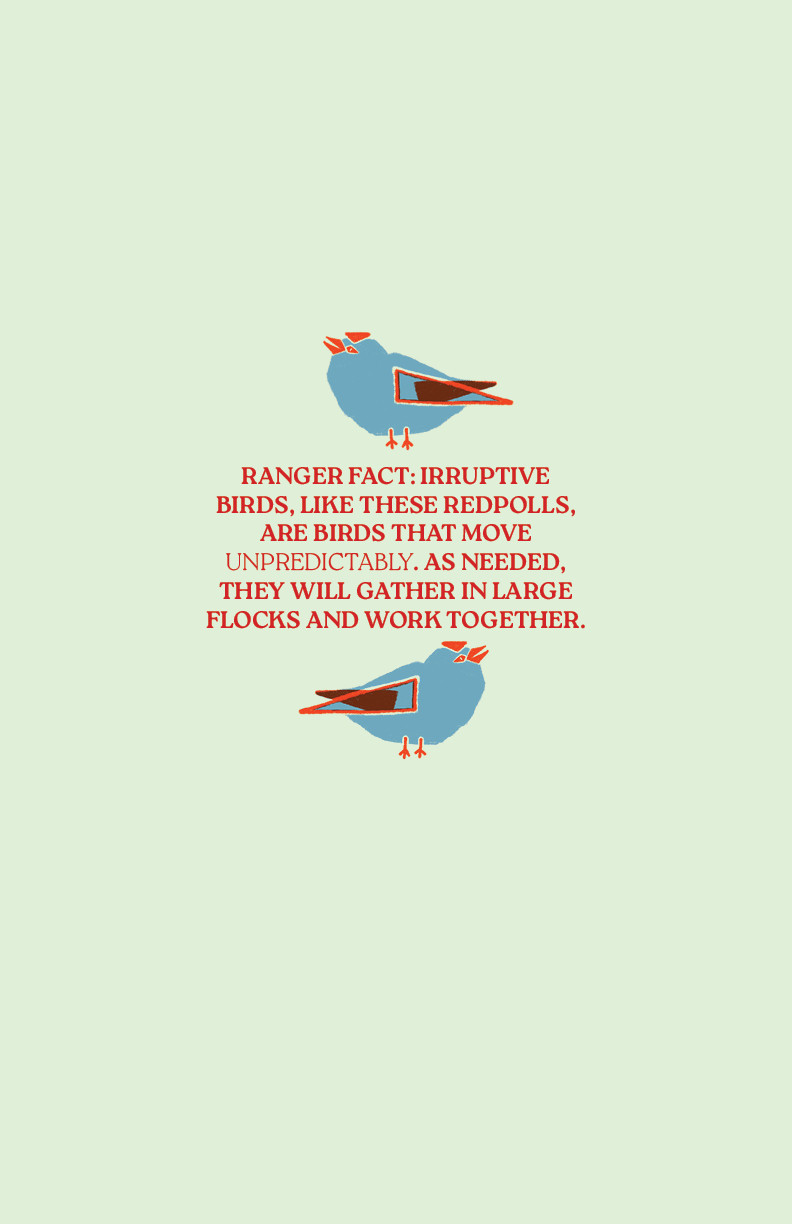 RANGER FACT: IRRUPTIVE
BIRDS, LIKE THESE REDPOLLS,
ARE BIRDS THAT MOVE
UNPREDICTABLY. AS NEEDED,
THEY WILL GATHER IN LARGE
FLOCKS AND WORK TOGETHER.